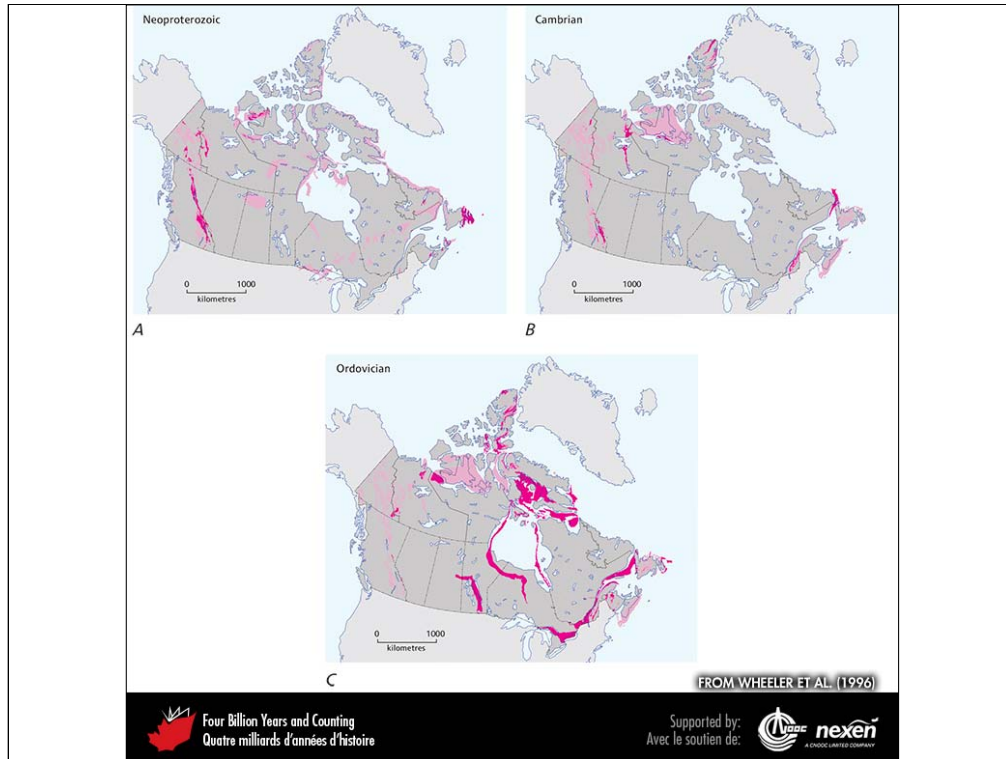 Neoproterozoic
0 1000
kilometres
A
Cambrian
0 1000
kilometres
B
Ordovician
0 1000
kilometres
C
FROM WHEELER ET AL. (1996)
Four Billion Years and Counting
Quatre milliards d'années d'histoire
Supported by:
Avec le soutien de:
CNOOC
nexen
A CNOOC LIMITED COMPANY